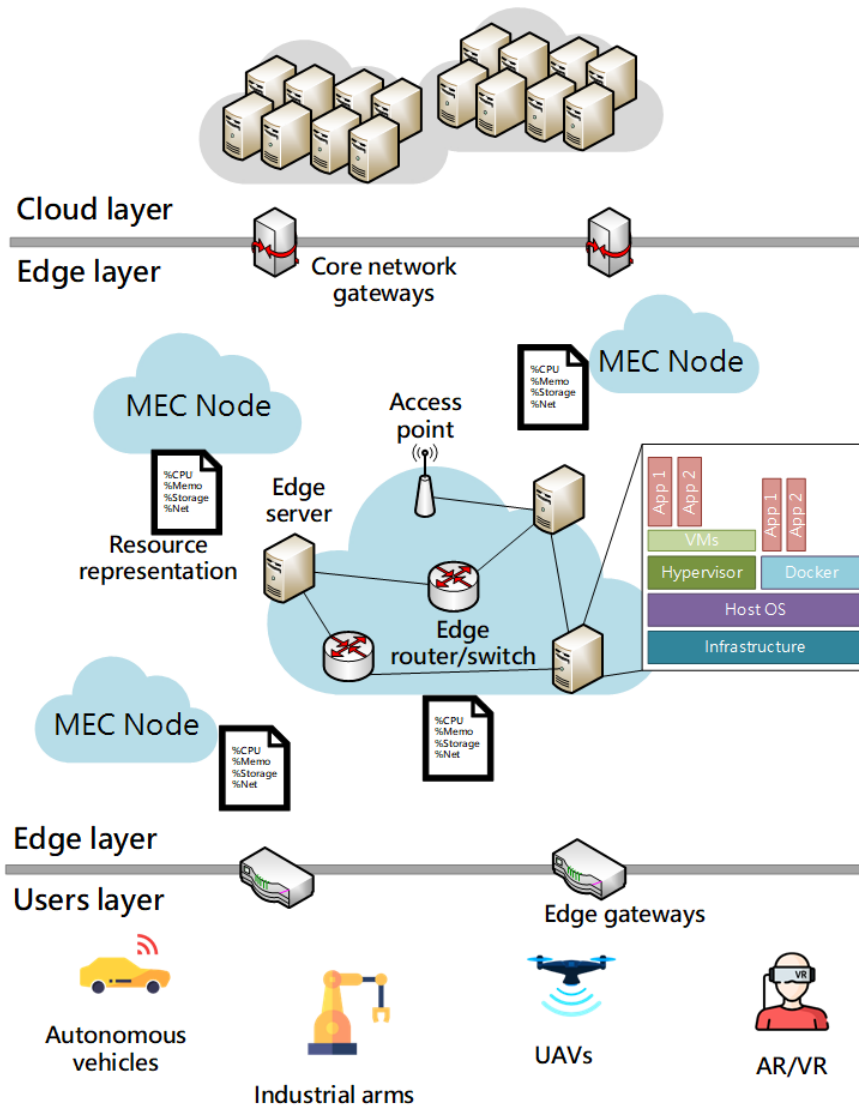 Cloud layer
Edge layer
Core network
gateways
MEC Node
%CPU
%Memo
%Storage
%Net
MEC Node
%CPU
%Memo
%Storage
%Net
Resource
representation
Access
point
Edge
server
Edge
router/switch
App 1
App 2
App 1
App 2
VMs
Hypervisor
Docker
Host OS
Infrastructure
MEC Node
%CPU
%Memo
%Storage
%Net
%CPU
%Memo
%Storage
%Net
Edge layer
Users layer
Edge gateways
Autonomous
vehicles
Industrial arms
UAVs
VR
AR/VR